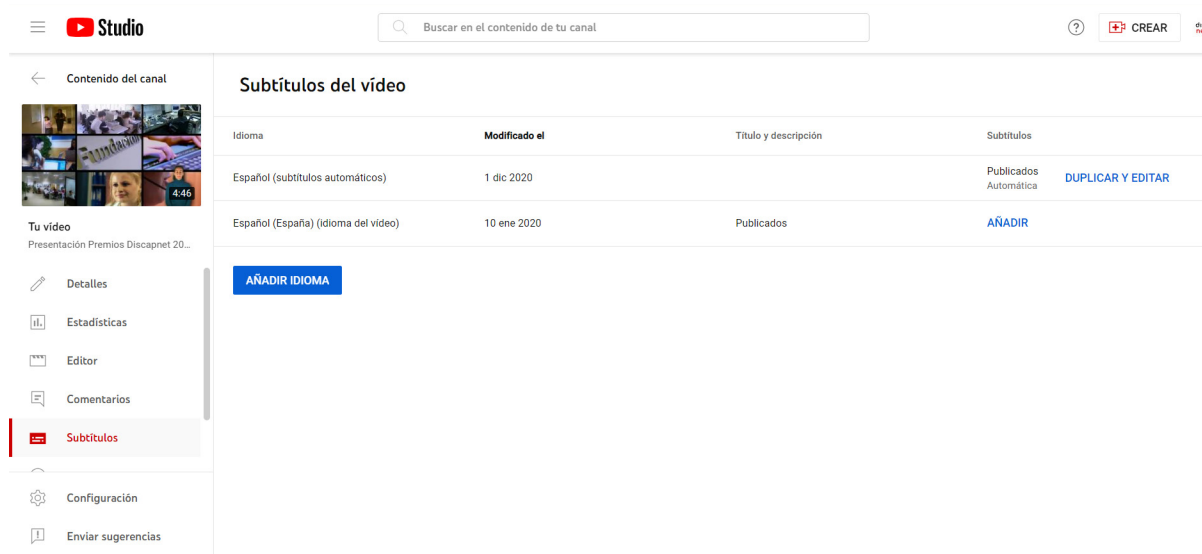 Studio
Buscar en el contenido de tu canal
?
CREAR
Contenido del canal
Fundación
4:46
Tu vídeo
Presentación Premios Discapnet 20...
Detalles
Estadísticas
Editor
Comentarios
Subtítulos
Configuración
Enviar sugerencias
Subtítulos del vídeo
Idioma Modificado el Título y descripción Subtítulos
Español (subtítulos automáticos) 1 dic 2020 Publicados DUPLICAR Y EDITAR
Automática
Español (España) (idioma del vídeo) 10 ene 2020 Publicados AÑADIR
AÑADIR IDIOMA